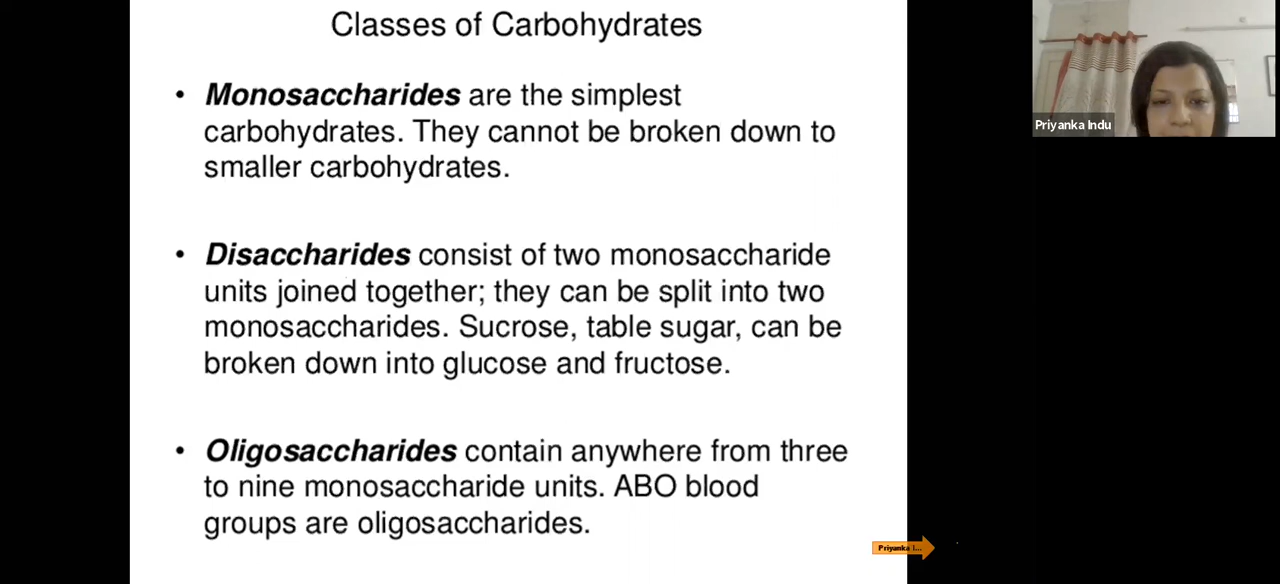 Classes of Carbohydrates
• Monosaccharides are the simplest
carbohydrates. They cannot be broken down to
smaller carbohydrates.
• Disaccharides consist of two monosaccharide
units joined together; they can be split into two
monosaccharides. Sucrose, table sugar, can be
broken down into glucose and fructose.
• Oligosaccharides contain anywhere from three
to nine monosaccharide units. ABO blood
groups are oligosaccharides.
Priyanka Indu
Priyanka I...